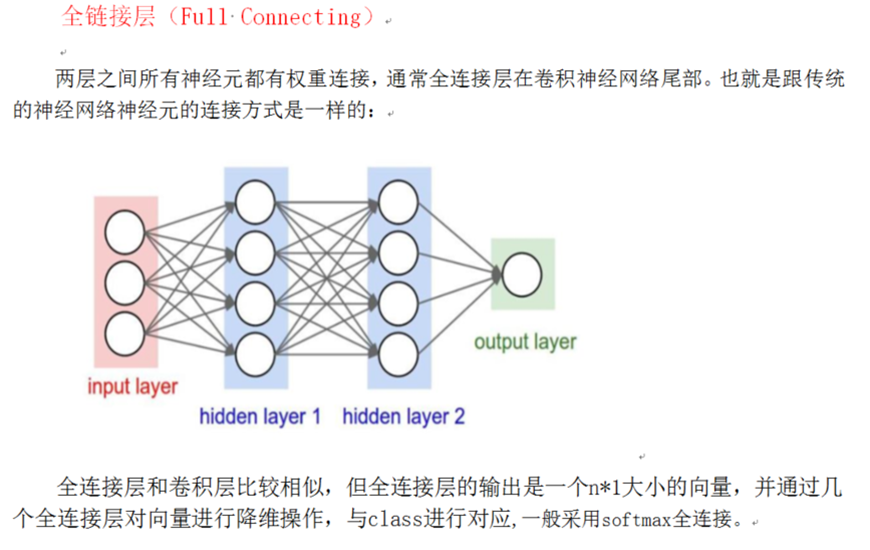 全链接层（Full Connecting）
两层之间所有神经元都有权重连接，通常全连接层在卷积神经网络尾部。也就是跟传统
的神经网络神经元的连接方式是一样的：
input layer
hidden layer 1
hidden layer 2
output layer
全连接层和卷积层比较相似，但全连接层的输出是一个n*1大小的向量，并通过几
个全连接层对向量进行降维操作，与class进行对应,一般采用softmax全连接。